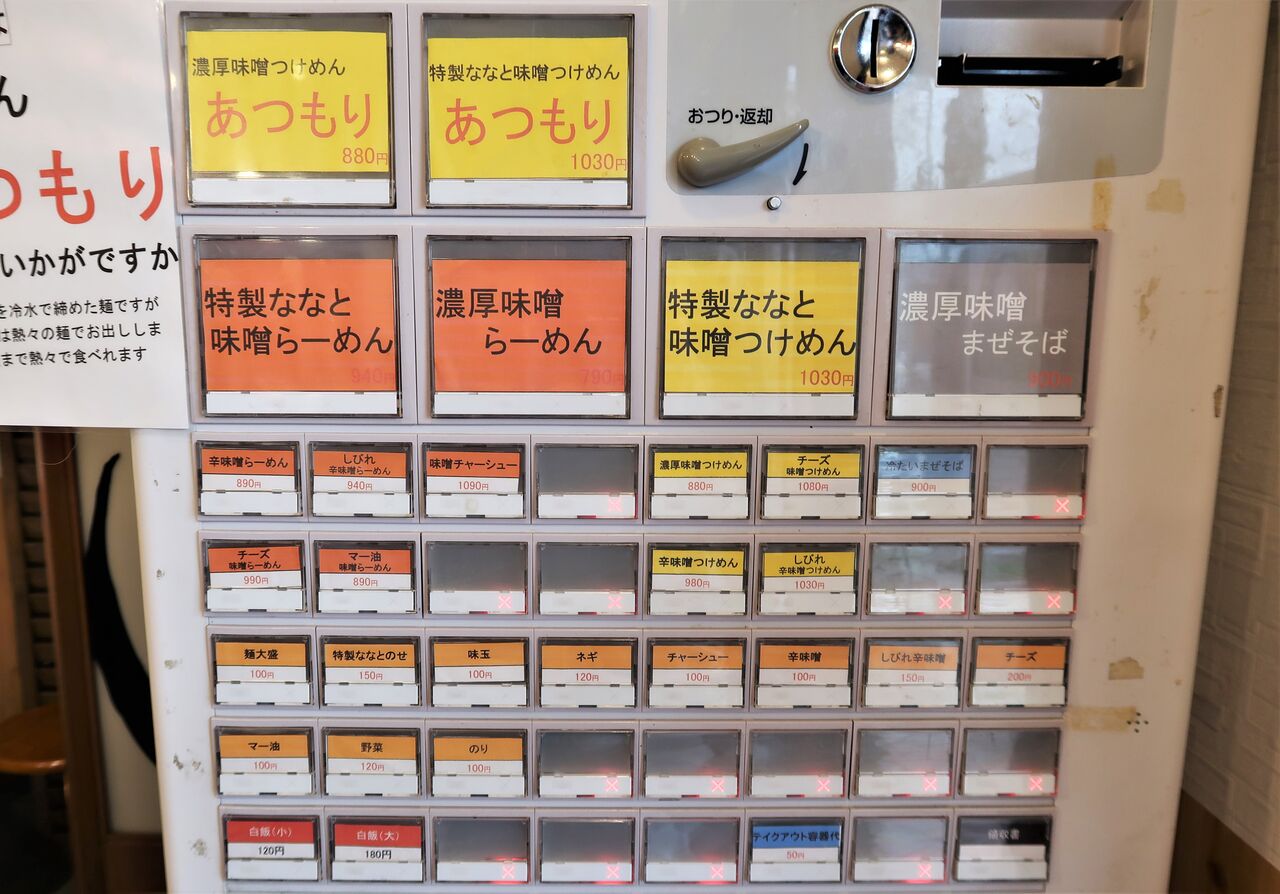 ん
つもり
いかがですか
を冷水で締めた麺ですが
は熱々の麺でお出ししま
まで熱々で食べれます
濃厚味噌つけめん
あつもり
880円
特製ななと味噌つけめん
あつもり
1030円
おつり・返却
特製ななと
味噌らーめん
940円
濃厚味噌
らーめん
790円
特製ななと
味噌つけめん
1030円
濃厚味噌
まぜそば
900円
辛味噌らーめん
890円
しびれ
辛味噌らーめん
940円
味噌チャーシュー
1090円
濃厚味噌つけめん
880円
チーズ
味噌つけめん
1080円
冷たいまぜそば
900円
チーズ
味噌らーめん
990円
マー油
味噌らーめん
890円
辛味噌つけめん
980円
しびれ
辛味噌つけめん
1030円
麺大盛
100円
特製ななとのせ
150円
味玉
100円
ネギ
120円
チャーシュー
100円
辛味噌
100円
しびれ辛味噌
150円
チーズ
200円
マー油
100円
野菜
120円
のり
100円
白飯(小)
120円
白飯(大)
180円
テイクアウト容器代
50円
領収書